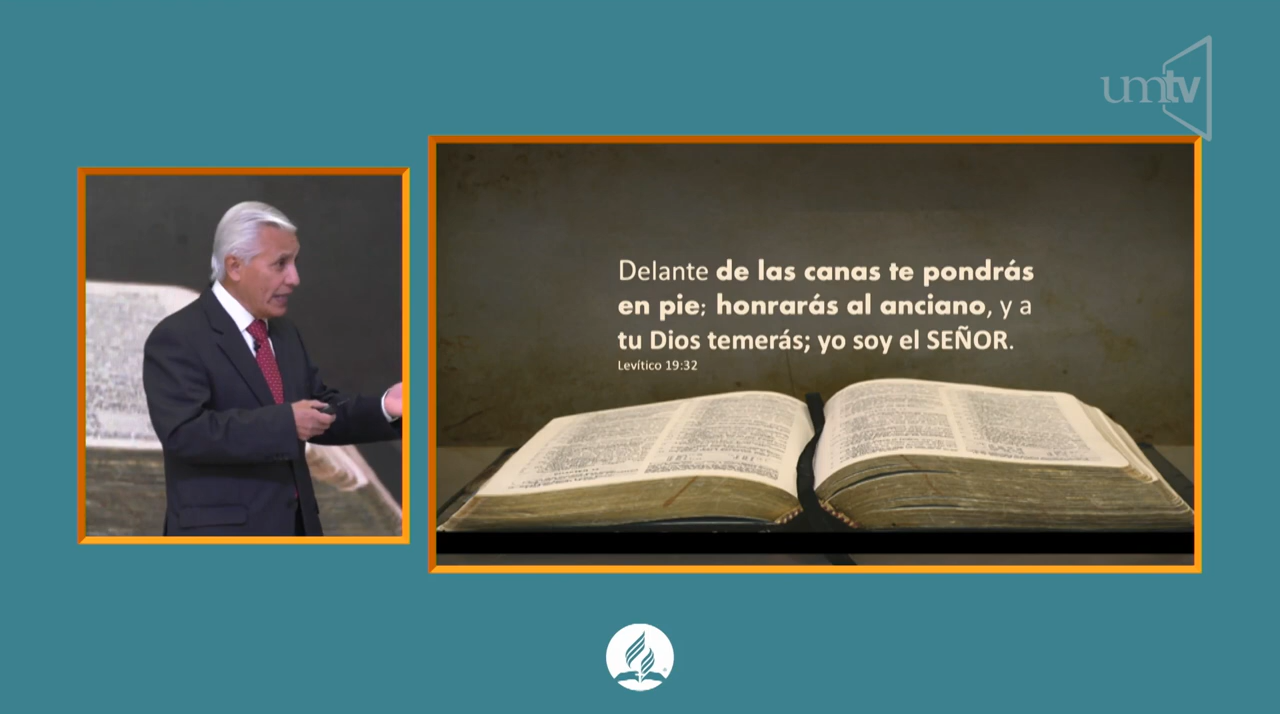 umtv
Delante de las canas te pondrás
en pie; honrarás al anciano, y a
tu Dios temerás; yo soy el SEÑOR.
Levítico 19:32